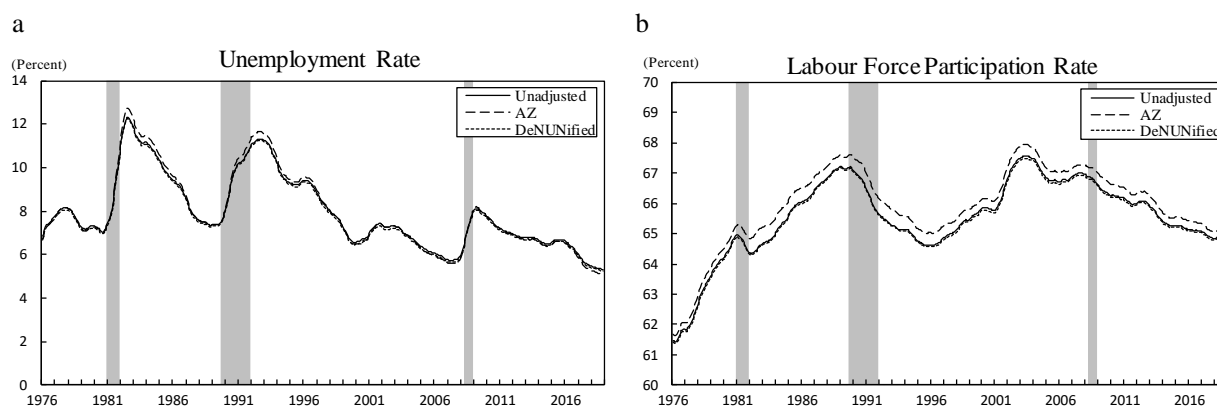 a
Unemployment Rate
(Percent)
14
12
10
8
6
4
2
0
Unadjusted
AZ
DeNUNified
1976 1981 1986 1991 1996 2001 2006 2011 2016
b
Labour Force Participation Rate
(Percent)
70
69
68
67
66
65
64
63
62
61
60
Unadjusted
AZ
DeNUNified
1976 1981 1986 1991 1996 2001 2006 2011 2016